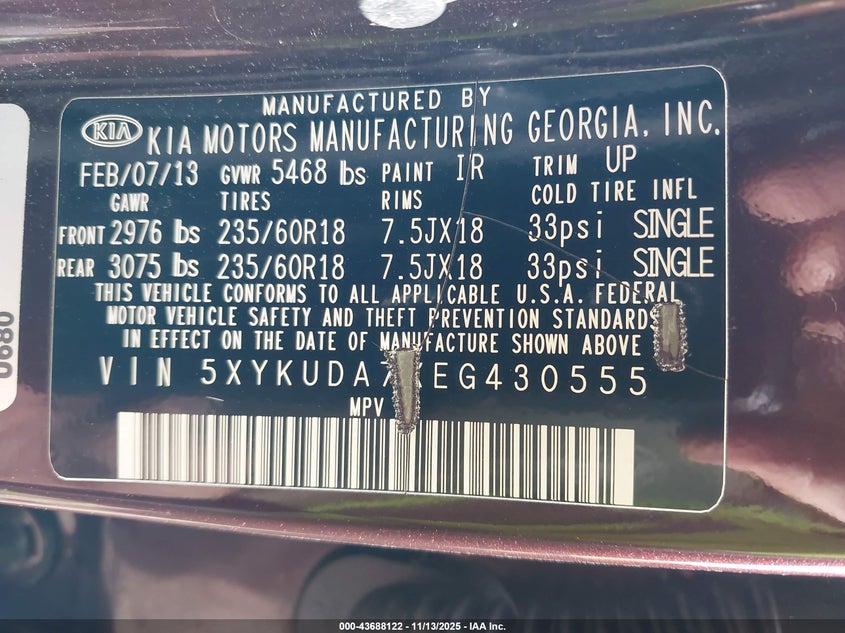 MANUFACTURED BY
KIA KIA MOTORS MANUFACTURING GEORGIA, INC.
FEB/07/13 GVWR 5468 lbs PAINT IR TRIM UP
GAWR TIRES RIMS COLD TIRE INFL
FRONT 2976 lbs 235/60R18 7.5JX18 33psi SINGLE
REAR 3075 lbs 235/60R18 7.5JX18 33psi SINGLE
THIS VEHICLE CONFORMS TO ALL APPLICABLE U.S.A. FEDERAL
MOTOR VEHICLE SAFETY AND THEFT PREVENTION STANDARDS
IN EFFECT ON THE DATE OF MANUFACTURE SHOWN ABOVE
VIN
MPV
0680
000-43688122 - 11/13/2025 - IAA Inc.